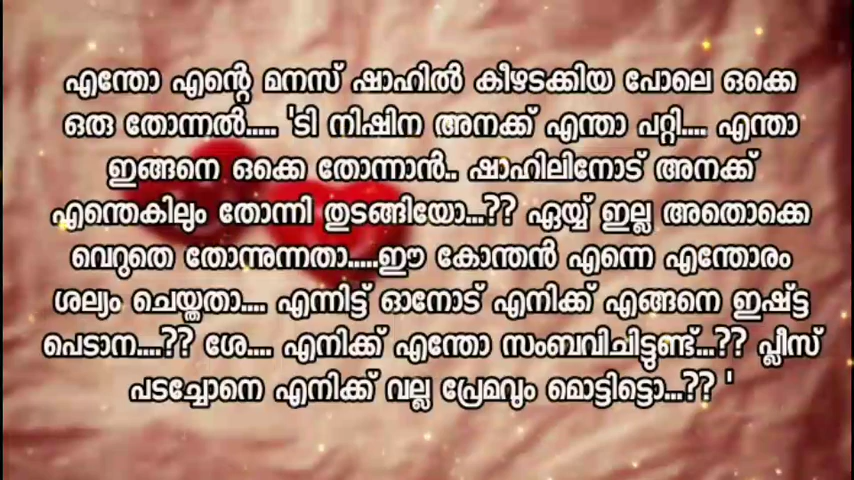 എന്തോ എന്റെ മനസ് ഷാഹിൽ കീഴടക്കിയ പോലെ ഒക്കെ
ഒരു തോന്നൽ..... 'ടി നിഷിന അനക്ക് എന്താ പറ്റി.... എന്താ
ഇങ്ങനെ ഒക്കെ തോന്നാൻ.. ഷാഹിലിനോട് അനക്ക്
എന്തെകിലും തോന്നി തുടങ്ങിയോ...?? ഏയ്യ് ഇല്ല അതൊക്കെ
വെറുതെ തോന്നുന്നതാ.....ഈ കോന്തൻ എന്നെ എന്തോരം
ശല്യം ചെയ്തതാ.... എന്നിട്ട് ഓനോട് എനിക്ക് എങ്ങനെ ഇഷ്ട്ട
പെടാന....?? ശേ.... എനിക്ക് എന്തോ സംബവിചിട്ടുണ്ട്...?? പ്ലീസ്
പടച്ചോനെ എനിക്ക് വല്ല പ്രേമവും മൊട്ടിട്ടൊ...?? '